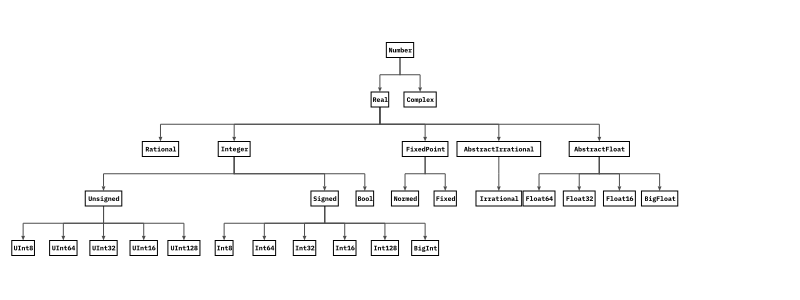 Number
Real Complex
Rational Integer FixedPoint AbstractIrrational AbstractFloat
Unsigned Signed Bool Normed Fixed Irrational Float64 Float32 Float16 BigFloat
UInt8 UInt64 UInt32 UInt16 UInt128 Int8 Int64 Int32 Int16 Int128 BigInt